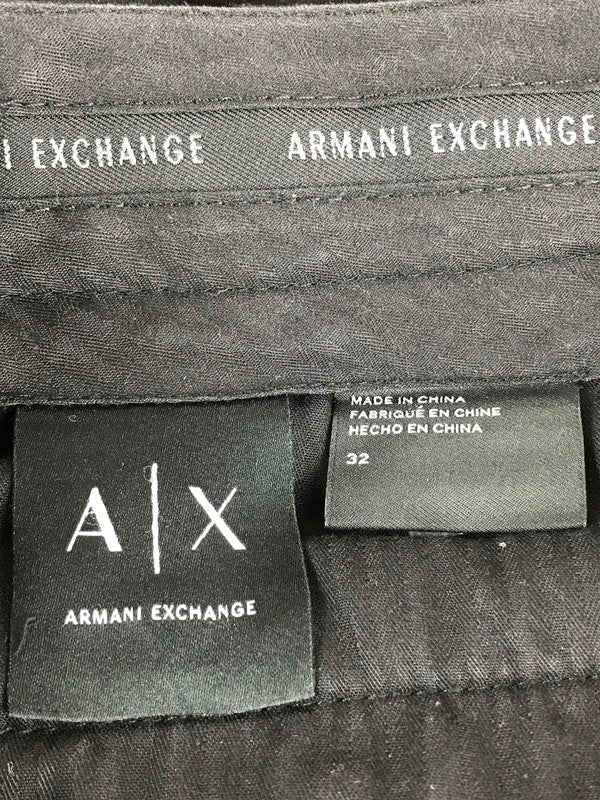 I EXCHANGE ARMANI EXCHANGE
A|X
ARMANI EXCHANGE
MADE IN CHINA
FABRIQUÉ EN CHINE
HECHO EN CHINA
32